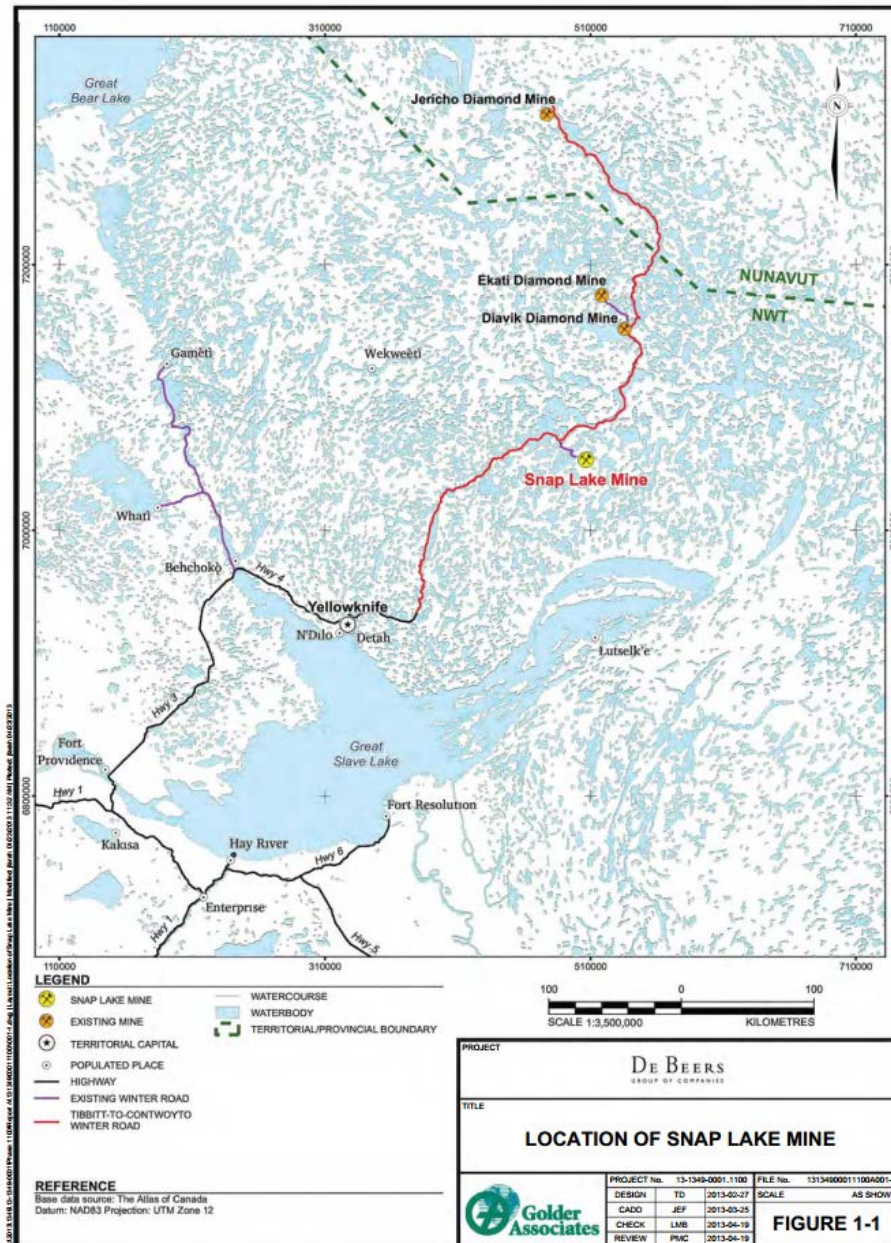 110000
310000
510000
710000
Great
Bear Lake
Jericho Diamond Mine
N
7200000
Ekati Diamond Mine
NUNAVUT
NWT
Diavik Diamond Mine
Gamètì
Wekweètì
Snap Lake Mine
Whatì
7000000
Behchokǫ̀
Hwy 4
Yellowknife
N'Dilo
Detah
Łutselk'e
Hwy 3
Fort
Providence
Great
Slave Lake
Hwy 1
6800000
Fort Resolution
Kakisa
Hay River
Hwy 6
Enterprise
Hwy 1
Hwy 5
110000
310000
510000
710000
LEGEND
SNAP LAKE MINE
EXISTING MINE
TERRITORIAL CAPITAL
POPULATED PLACE
HIGHWAY
EXISTING WINTER ROAD
TIBBITT-TO-CONTWOYTO
WINTER ROAD
WATERCOURSE
WATERBODY
TERRITORIAL/PROVINCIAL BOUNDARY
100 0 100
SCALE 1:3,500,000 KILOMETRES
REFERENCE
Base data source: The Atlas of Canada
Datum: NAD83 Projection: UTM Zone 12
PROJECT
DE BEERS
GROUP OF COMPANIES
TITLE
LOCATION OF SNAP LAKE MINE
Golder
Associates
PROJECT No. 13-1349-0001.1100 FILE No. 13134900011100A001-
DESIGN TD 2013-02-27 SCALE AS SHOW
CADD JEF 2013-03-25
CHECK LMB 2013-04-19
REVIEW PMC 2013-04-19
FIGURE 1-1